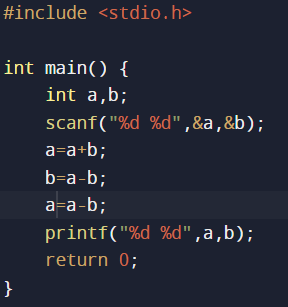 #include <stdio.h>
int main() {
int a,b;
scanf("%d %d",&a,&b);
a=a+b;
b=a-b;
a=a-b;
printf("%d %d",a,b);
return 0;
}